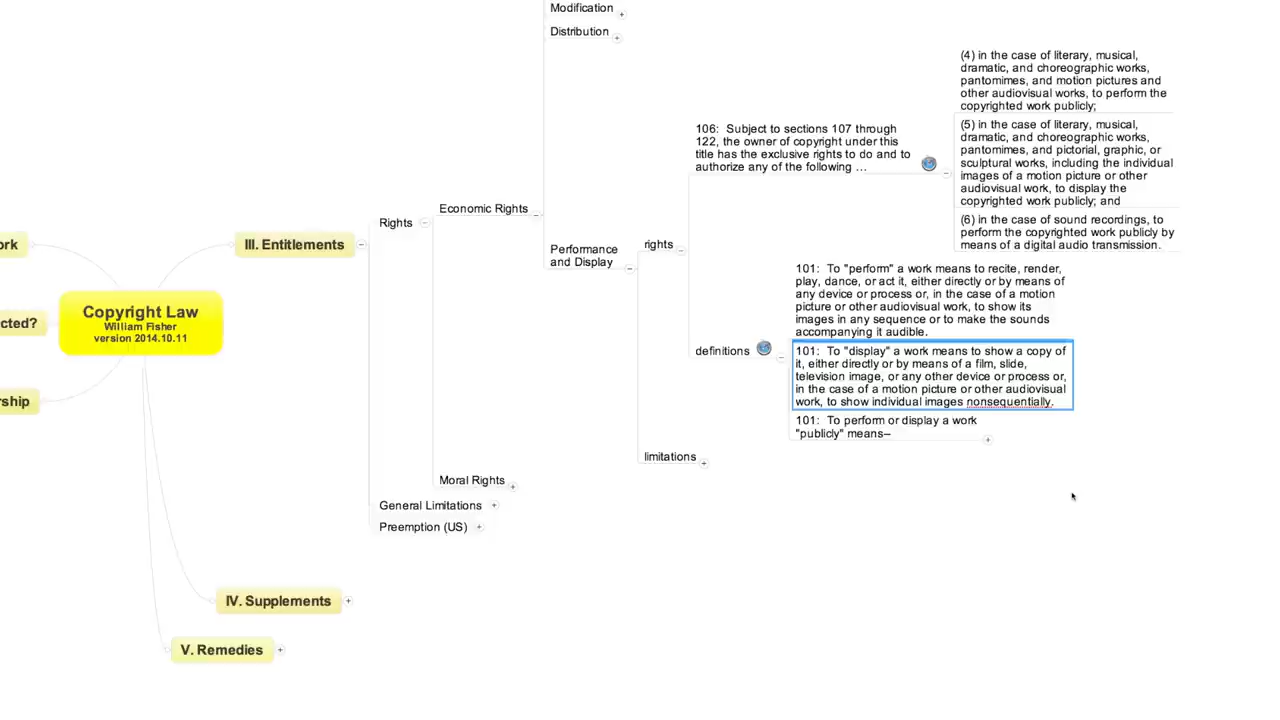 Modification
Distribution
(4) in the case of literary, musical,
dramatic, and choreographic works,
pantomimes, and motion pictures and
other audiovisual works, to perform the
copyrighted work publicly;
106: Subject to sections 107 through
122, the owner of copyright under this
title has the exclusive rights to do and to
authorize any of the following …
(5) in the case of literary, musical,
dramatic, and choreographic works,
pantomimes, and pictorial, graphic, or
sculptural works, including the individual
images of a motion picture or other
audiovisual work, to display the
copyrighted work publicly; and
(6) in the case of sound recordings, to
perform the copyrighted work publicly by
means of a digital audio transmission.
Economic Rights
Rights
III. Entitlements
Performance
and Display
rights
101: To "perform" a work means to recite, render,
play, dance, or act it, either directly or by means of
any device or process or, in the case of a motion
picture or other audiovisual work, to show its
images in any sequence or to make the sounds
accompanying it audible.
Copyright Law
William Fisher
version 2014.10.11
cted?
definitions
101: To "display" a work means to show a copy of
it, either directly or by means of a film, slide,
television image, or any other device or process or,
in the case of a motion picture or other audiovisual
work, to show individual images nonsequentially.
101: To perform or display a work
"publicly" means–
rship
limitations
Moral Rights
General Limitations
Preemption (US)
IV. Supplements
V. Remedies
ork